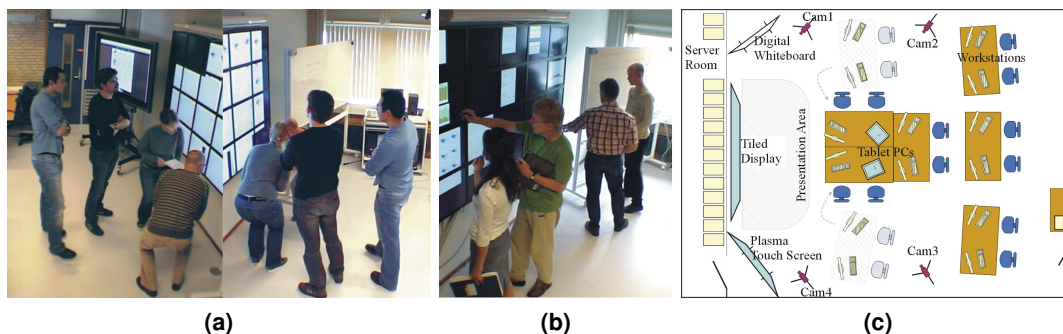 Server
Room
Digital
Whiteboard
Cam1
Cam2
Workstations
Tiled
Display
Presentation Area
Tablet PCs
Plasma
Touch Screen
Cam4
Cam3
(a)
(b)
(c)